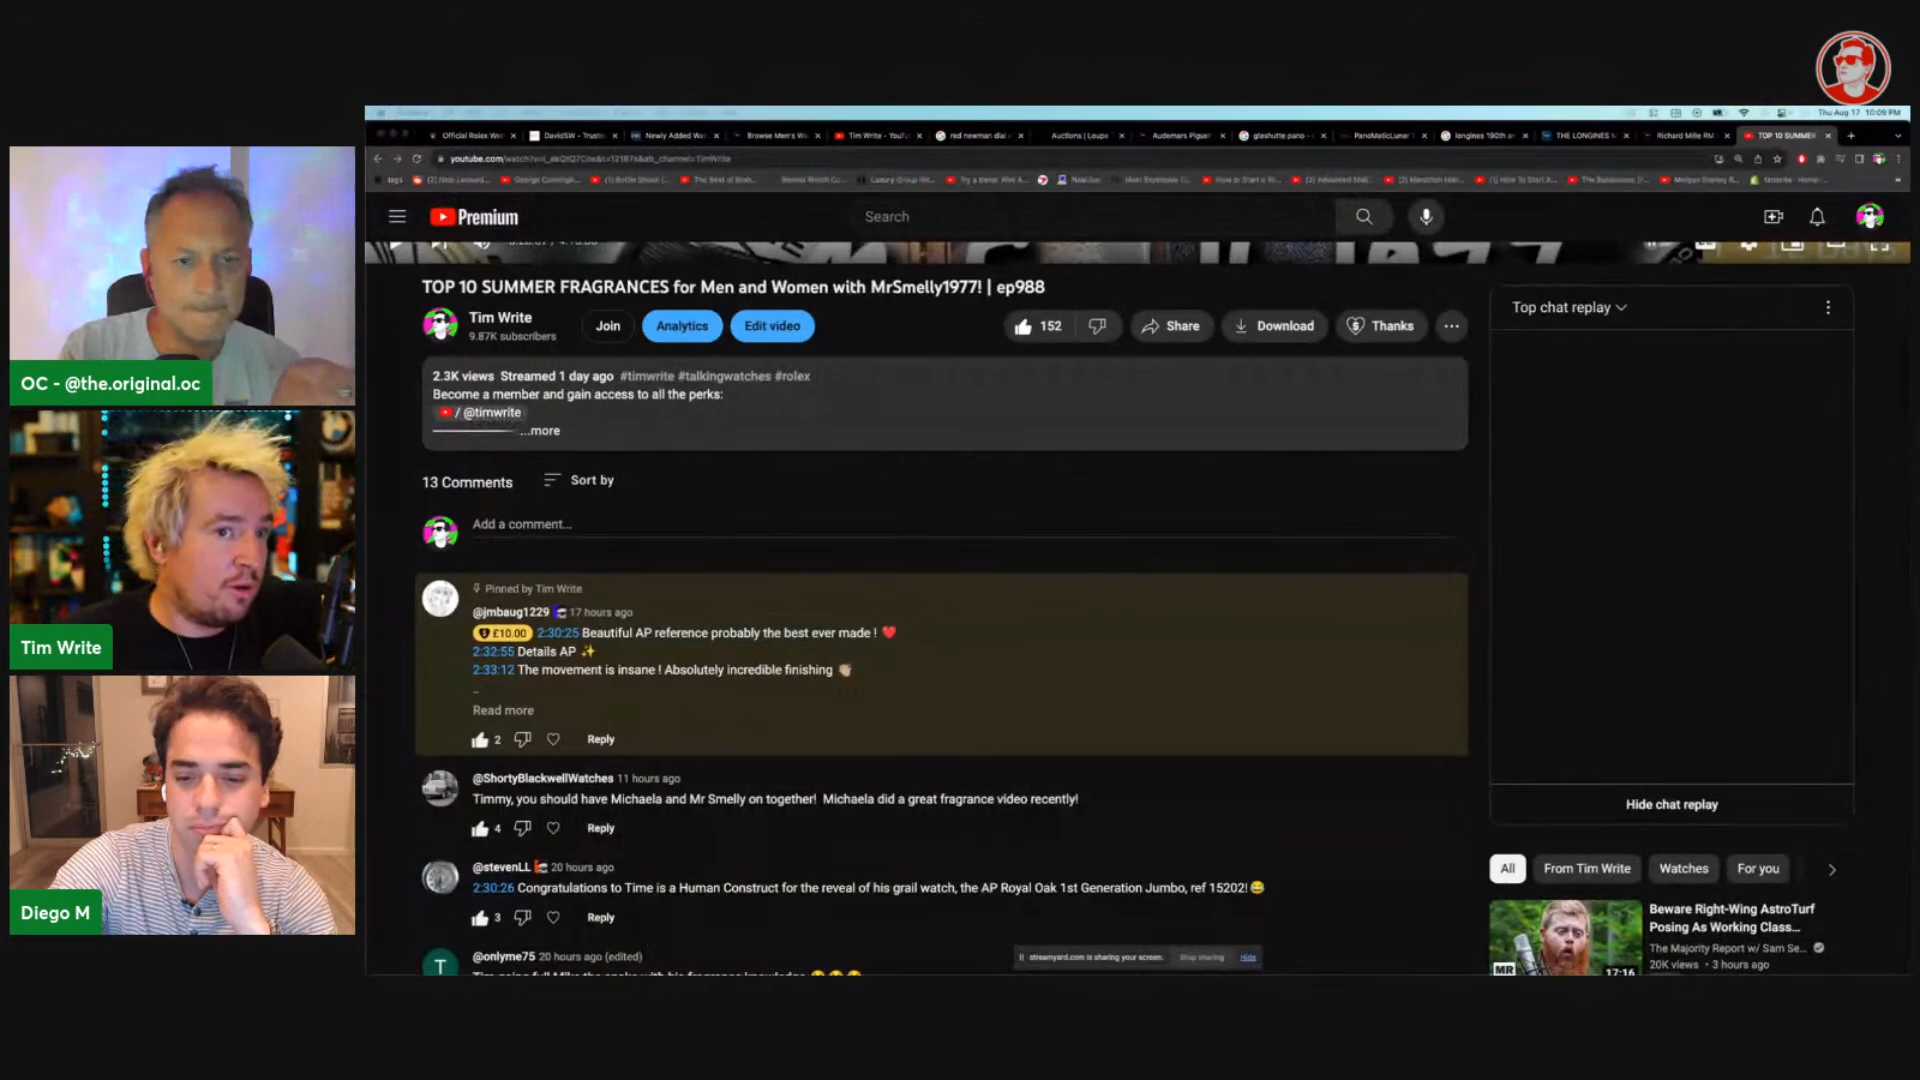 Thu Aug 17 10:09 PM
Official Rolex
DavidSW - Truste
Newly Added Wa
Browse Men's Wa
Tim Write - YouTu
red newman dial
Auctions | Loupe
Audemars Piguet
glashutte pano -
PanoMaticLunar
longines 190th an
THE LONGINES
Richard Mille RM
TOP 10 SUMMER
Premium
Search
TOP 10 SUMMER FRAGRANCES for Men and Women with MrSmelly1977! | ep988
Tim Write
9.87K subscribers
Join
Analytics
Edit video
152
Share
Download
Thanks
2.3K views Streamed 1 day ago #timwrite #talkingwatches #rolex
Become a member and gain access to all the perks:
/ @timwrite
...more
13 Comments
Sort by
Add a comment...
Pinned by Tim Write
@jmbaug1229 17 hours ago
£10.00 2:30:25 Beautiful AP reference probably the best ever made ! ❤️
2:32:55 Details AP ✨
2:33:12 The movement is insane ! Absolutely incredible finishing 👏🏼
Read more
2
Reply
@ShortyBlackwellWatches 11 hours ago
Timmy, you should have Michaela and Mr Smelly on together! Michaela did a great fragrance video recently!
4
Reply
@stevenLL 20 hours ago
2:30:26 Congratulations to Time is a Human Construct for the reveal of his grail watch, the AP Royal Oak 1st Generation Jumbo, ref 15202! 😂
3
Reply
T
@onlyme75 20 hours ago (edited)
streamyard.com is sharing your screen.
Stop sharing
Hide
Top chat replay
Hide chat replay
All
From Tim Write
Watches
For you
Beware Right-Wing AstroTurf
Posing As Working Class...
The Majority Report w/ Sam Se...
20K views • 3 hours ago
MR
17:16
OC - @the.original.oc
Tim Write
Diego M